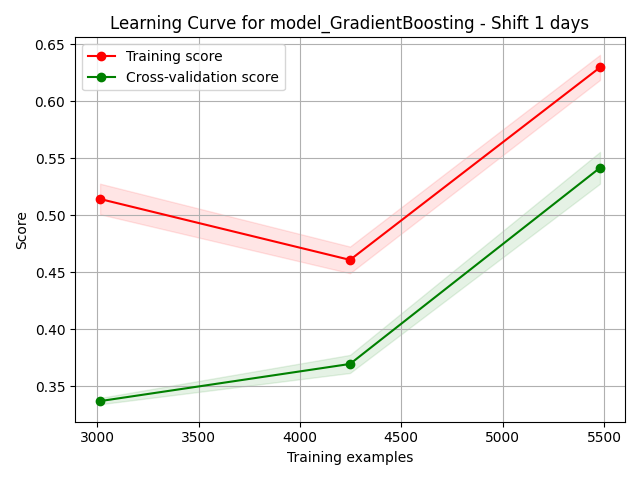 Learning Curve for model_GradientBoosting - Shift 1 days
Training score
Cross-validation score
0.65
0.60
0.55
0.50
0.45
0.40
0.35
Score
3000 3500 4000 4500 5000 5500
Training examples